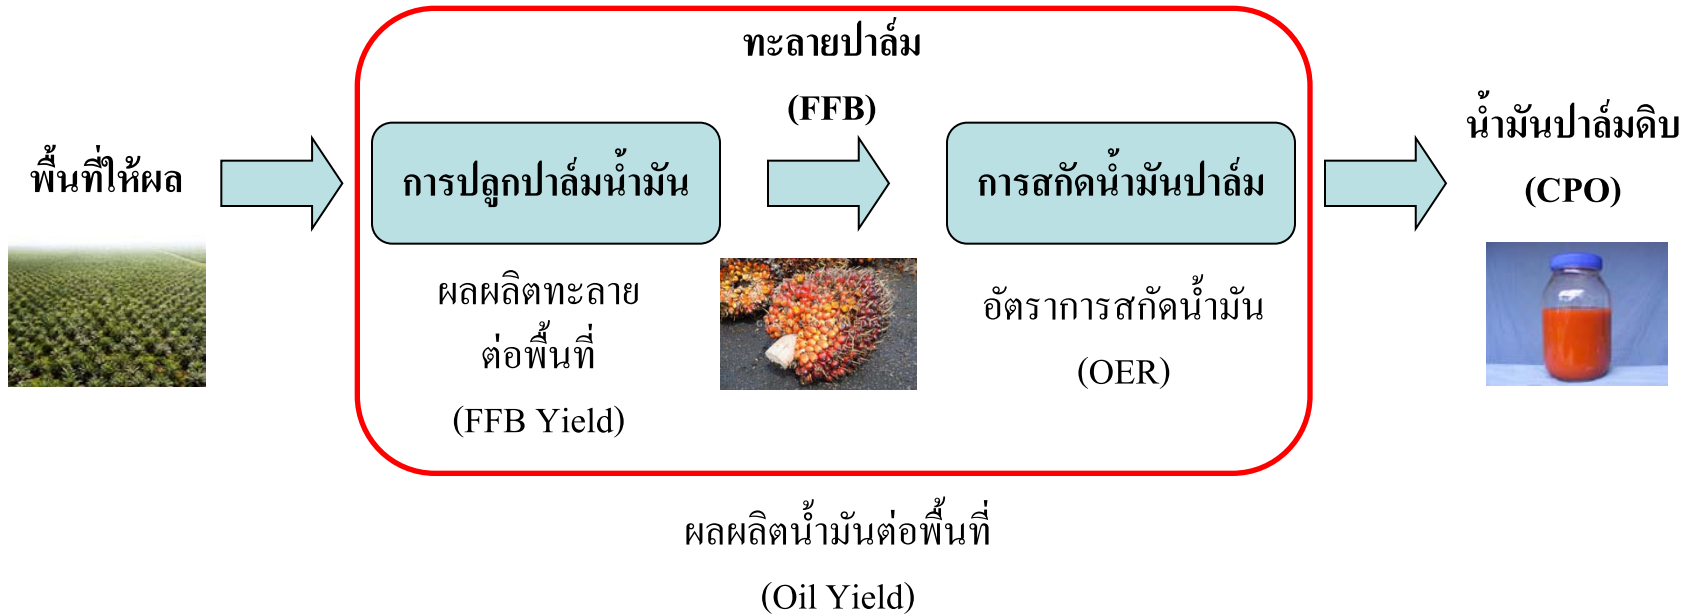 พื้นที่ให้ผล
ทะลายปาล์ม
(FFB)
การปลูกปาล์มน้ำมัน
ผลผลิตทะลาย
ต่อพื้นที่
(FFB Yield)
การสกัดน้ำมันปาล์ม
อัตราการสกัดน้ำมัน
(OER)
น้ำมันปาล์มดิบ
(CPO)
ผลผลิตน้ำมันต่อพื้นที่
(Oil Yield)